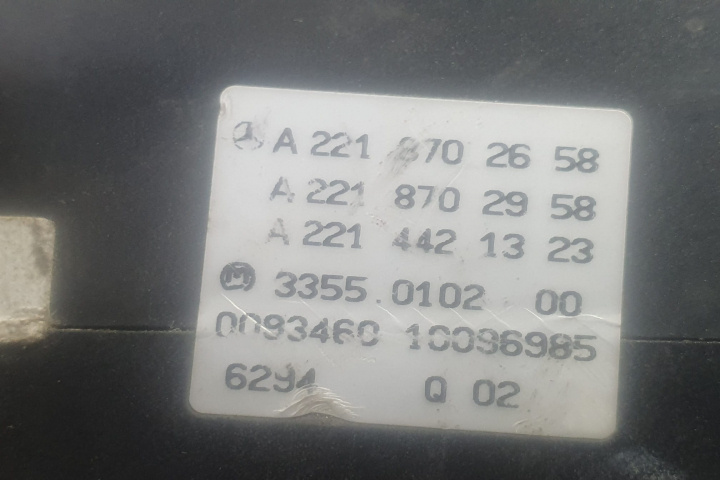 A 221 870 26 58
A 221 870 29 58
A 221 442 13 23
M 3355.0102 00
0093460 10096985
6294 Q 02